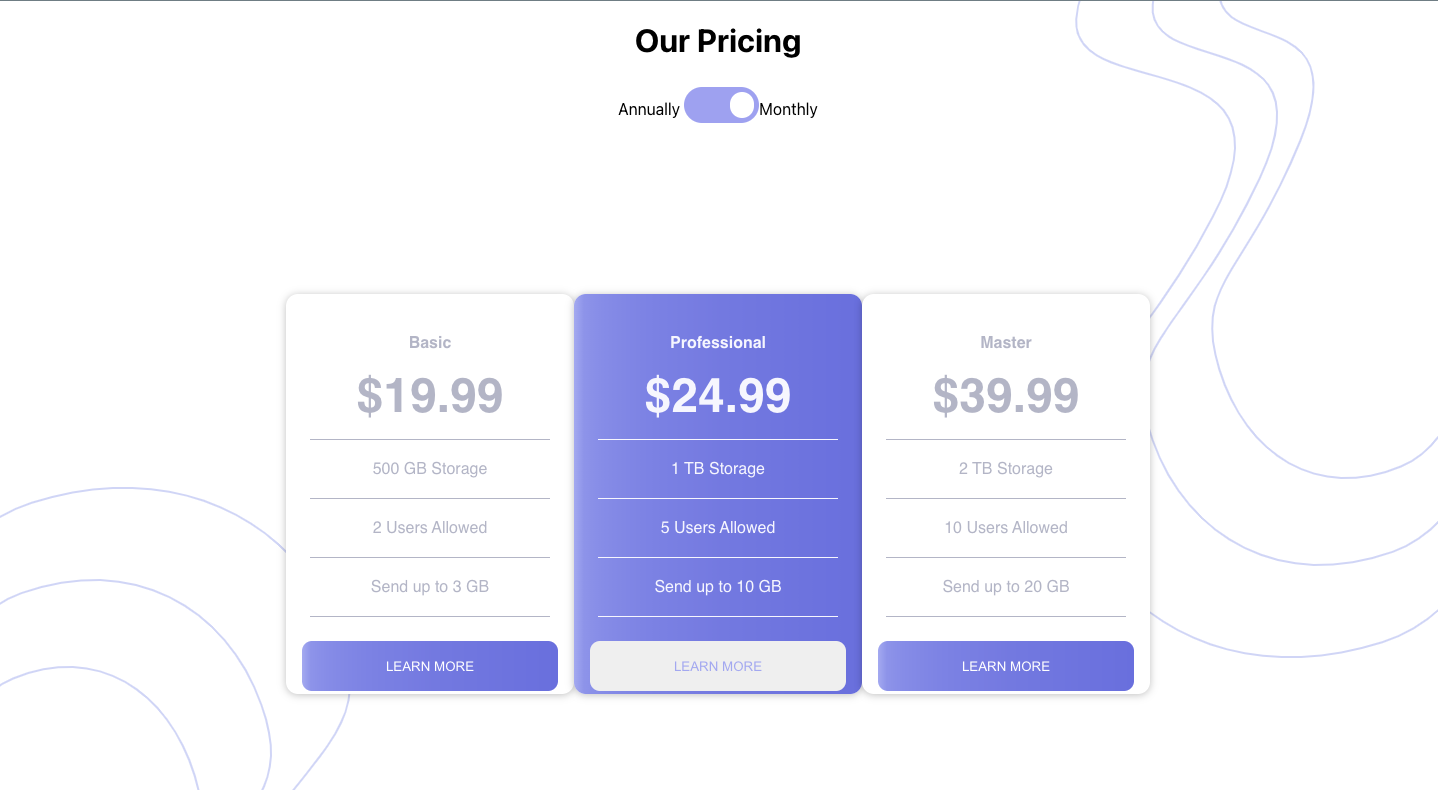 Our Pricing
Annually Monthly
Basic
$19.99
500 GB Storage
2 Users Allowed
Send up to 3 GB
LEARN MORE
Professional
$24.99
1 TB Storage
5 Users Allowed
Send up to 10 GB
LEARN MORE
Master
$39.99
2 TB Storage
10 Users Allowed
Send up to 20 GB
LEARN MORE